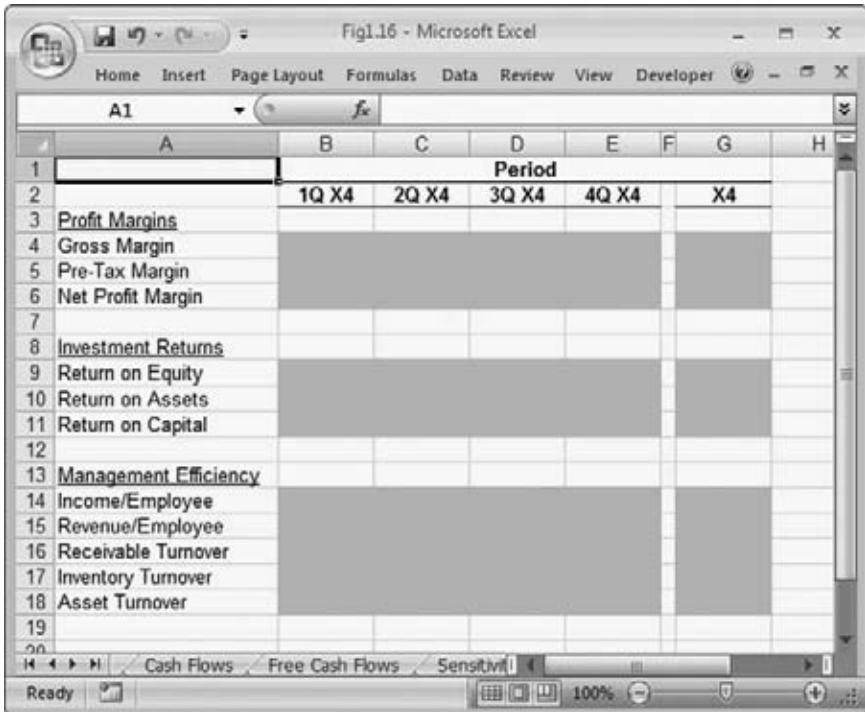 Fig1.16 - Microsoft Excel
Home Insert Page Layout Formulas Data Review View Developer
A1 fx
A B C D E F G H
1 Period
2 1Q X4 2Q X4 3Q X4 4Q X4 X4
3 Profit Margins
4 Gross Margin
5 Pre-Tax Margin
6 Net Profit Margin
7
8 Investment Returns
9 Return on Equity
10 Return on Assets
11 Return on Capital
12
13 Management Efficiency
14 Income/Employee
15 Revenue/Employee
16 Receivable Turnover
17 Inventory Turnover
18 Asset Turnover
19
20
Cash Flows Free Cash Flows Sensitivit
Ready 100%